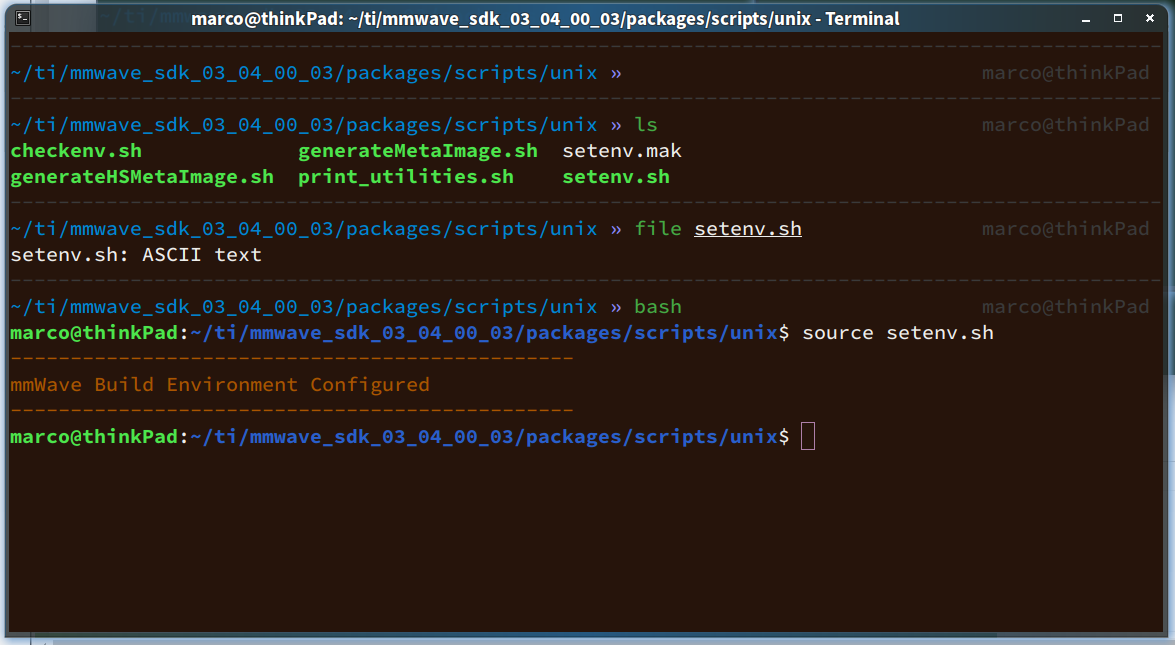 marco@thinkPad: ~/ti/mmwave_sdk_03_04_00_03/packages/scripts/unix - Terminal
~/ti/mmwave_sdk_03_04_00_03/packages/scripts/unix » marco@thinkPad
~/ti/mmwave_sdk_03_04_00_03/packages/scripts/unix » ls marco@thinkPad
checkenv.sh generateMetaImage.sh setenv.mak
generateHSMetaImage.sh print_utilities.sh setenv.sh
~/ti/mmwave_sdk_03_04_00_03/packages/scripts/unix » file setenv.sh marco@thinkPad
setenv.sh: ASCII text
~/ti/mmwave_sdk_03_04_00_03/packages/scripts/unix » bash marco@thinkPad
marco@thinkPad:~/ti/mmwave_sdk_03_04_00_03/packages/scripts/unix$ source setenv.sh
-----------------------------------------------
mmWave Build Environment Configured
-----------------------------------------------
marco@thinkPad:~/ti/mmwave_sdk_03_04_00_03/packages/scripts/unix$